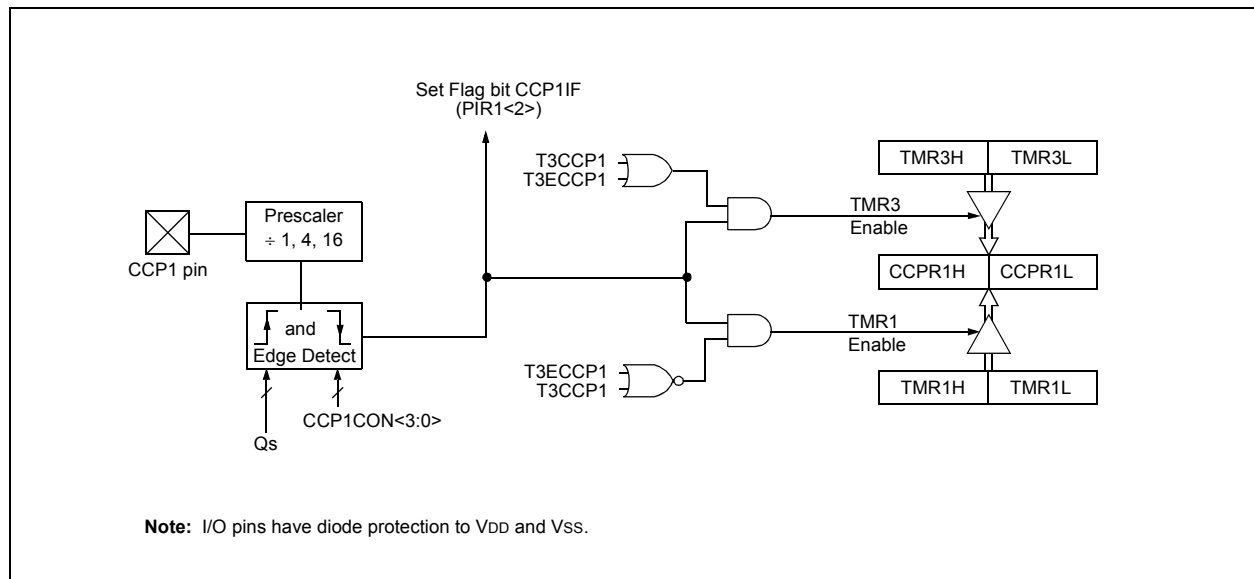 Set Flag bit CCP1IF
(PIR1<2>)
T3CCP1
T3ECCP1
TMR3H TMR3L
Prescaler
÷ 1, 4, 16
CCP1 pin
TMR3
Enable
CCPR1H CCPR1L
and
Edge Detect
TMR1
Enable
T3ECCP1
T3CCP1
TMR1H TMR1L
CCP1CON<3:0>
Qs
Note: I/O pins have diode protection to VDD and VSS.